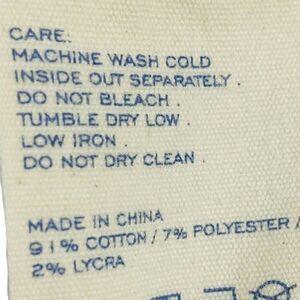 CARE.
MACHINE WASH COLD
INSIDE OUT SEPARATELY .
DO NOT BLEACH .
TUMBLE DRY LOW .
LOW IRON .
DO NOT DRY CLEAN .
MADE IN CHINA
91% COTTON / 7% POLYESTER /
2% LYCRA